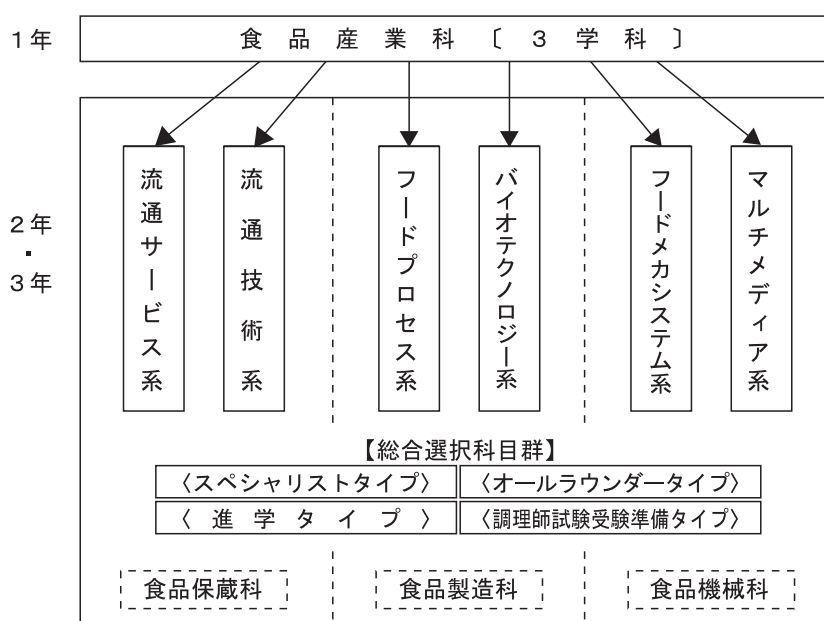 1年
食品産業科〔3学科〕
2年
・
3年
流通サービス系
流通技術系
フードプロセス系
バイオテクノロジー系
フードメカシステム系
マルチメディア系
【総合選択科目群】
〈スペシャリストタイプ〉
〈オールラウンダータイプ〉
〈進学タイプ〉
〈調理師試験受験準備タイプ〉
食品保蔵科
食品製造科
食品機械科